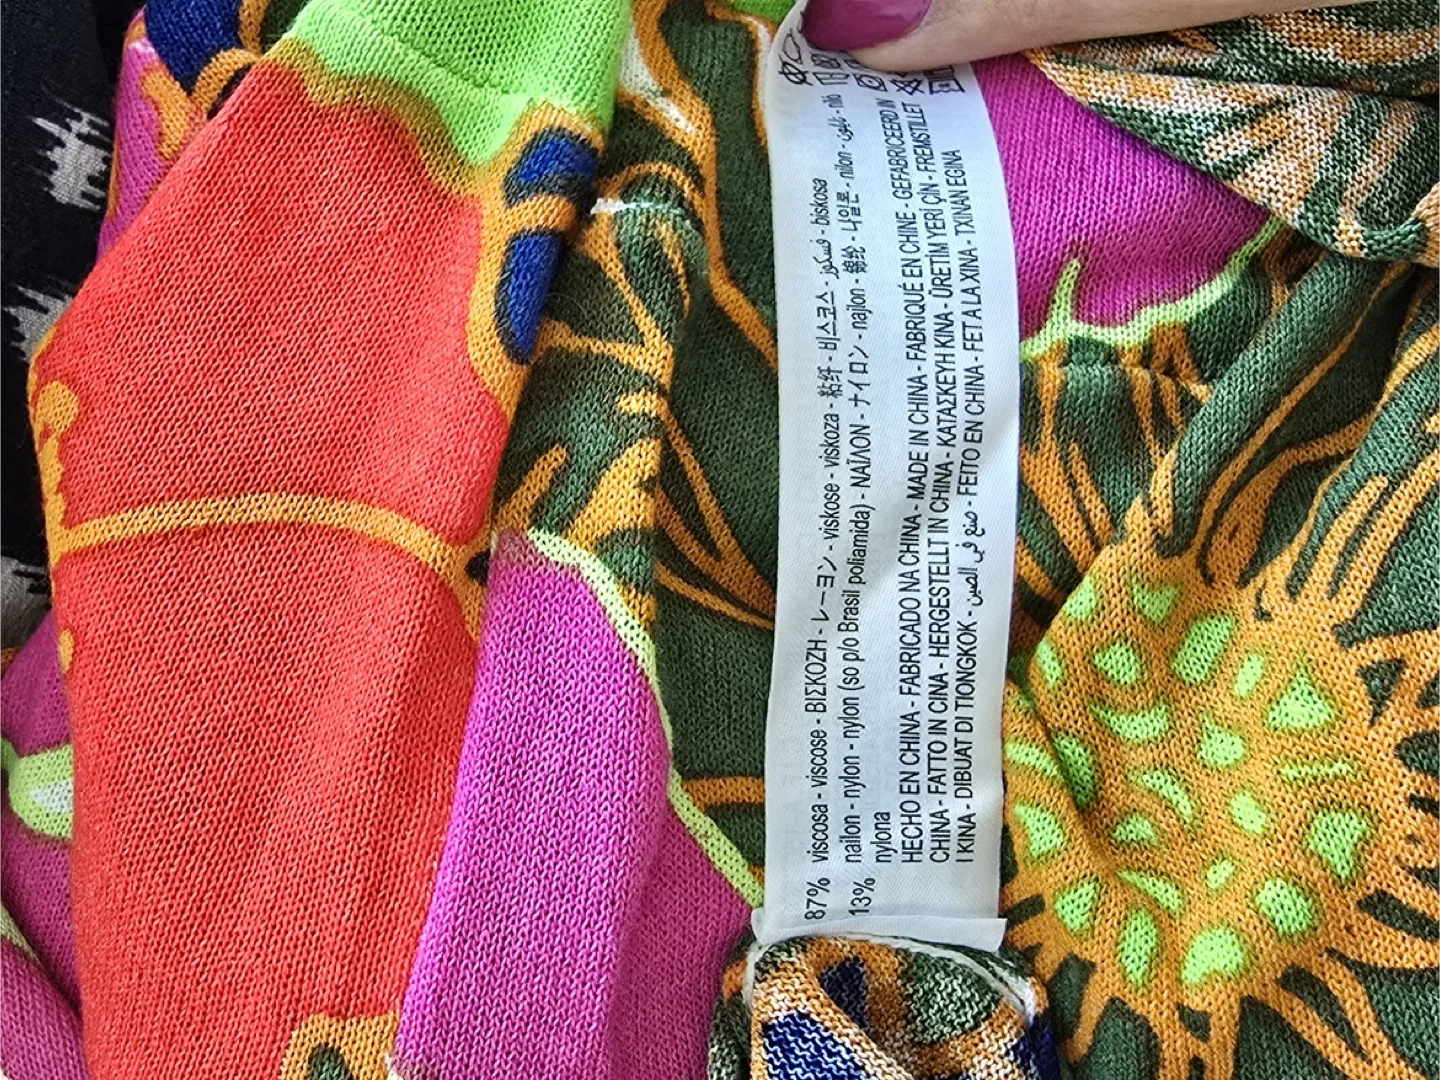 87% viscosa - viscose - ΒΙΣΚΟΖΗ - レーヨン - viskose - viskoza - 粘纤 - 비스코스 - فسكوز - biskosa
13% nailon - nylon - nylon (so p/o Brasil poliamida) - ΝΑΪΛΟΝ - ナイロン - najlon - 锦纶 - 나일론 - nilon - نايلون - niló
nylona
HECHO EN CHINA - FABRICADO NA CHINA - MADE IN CHINA - FABRIQUÉ EN CHINE - GEFABRICEERD IN
CHINA - FATTO IN CINA - HERGESTELLT IN CHINA - ΚΑΤΑΣΚΕΥΗ ΚΙΝΑ - ÜRETİM YERİ ÇİN - FREMSTILLET
I KINA - DIBUAT DI TIONGKOK - صنع في الصين - FEITO EN CHINA - FET A LA XINA - TXINAN EGINA